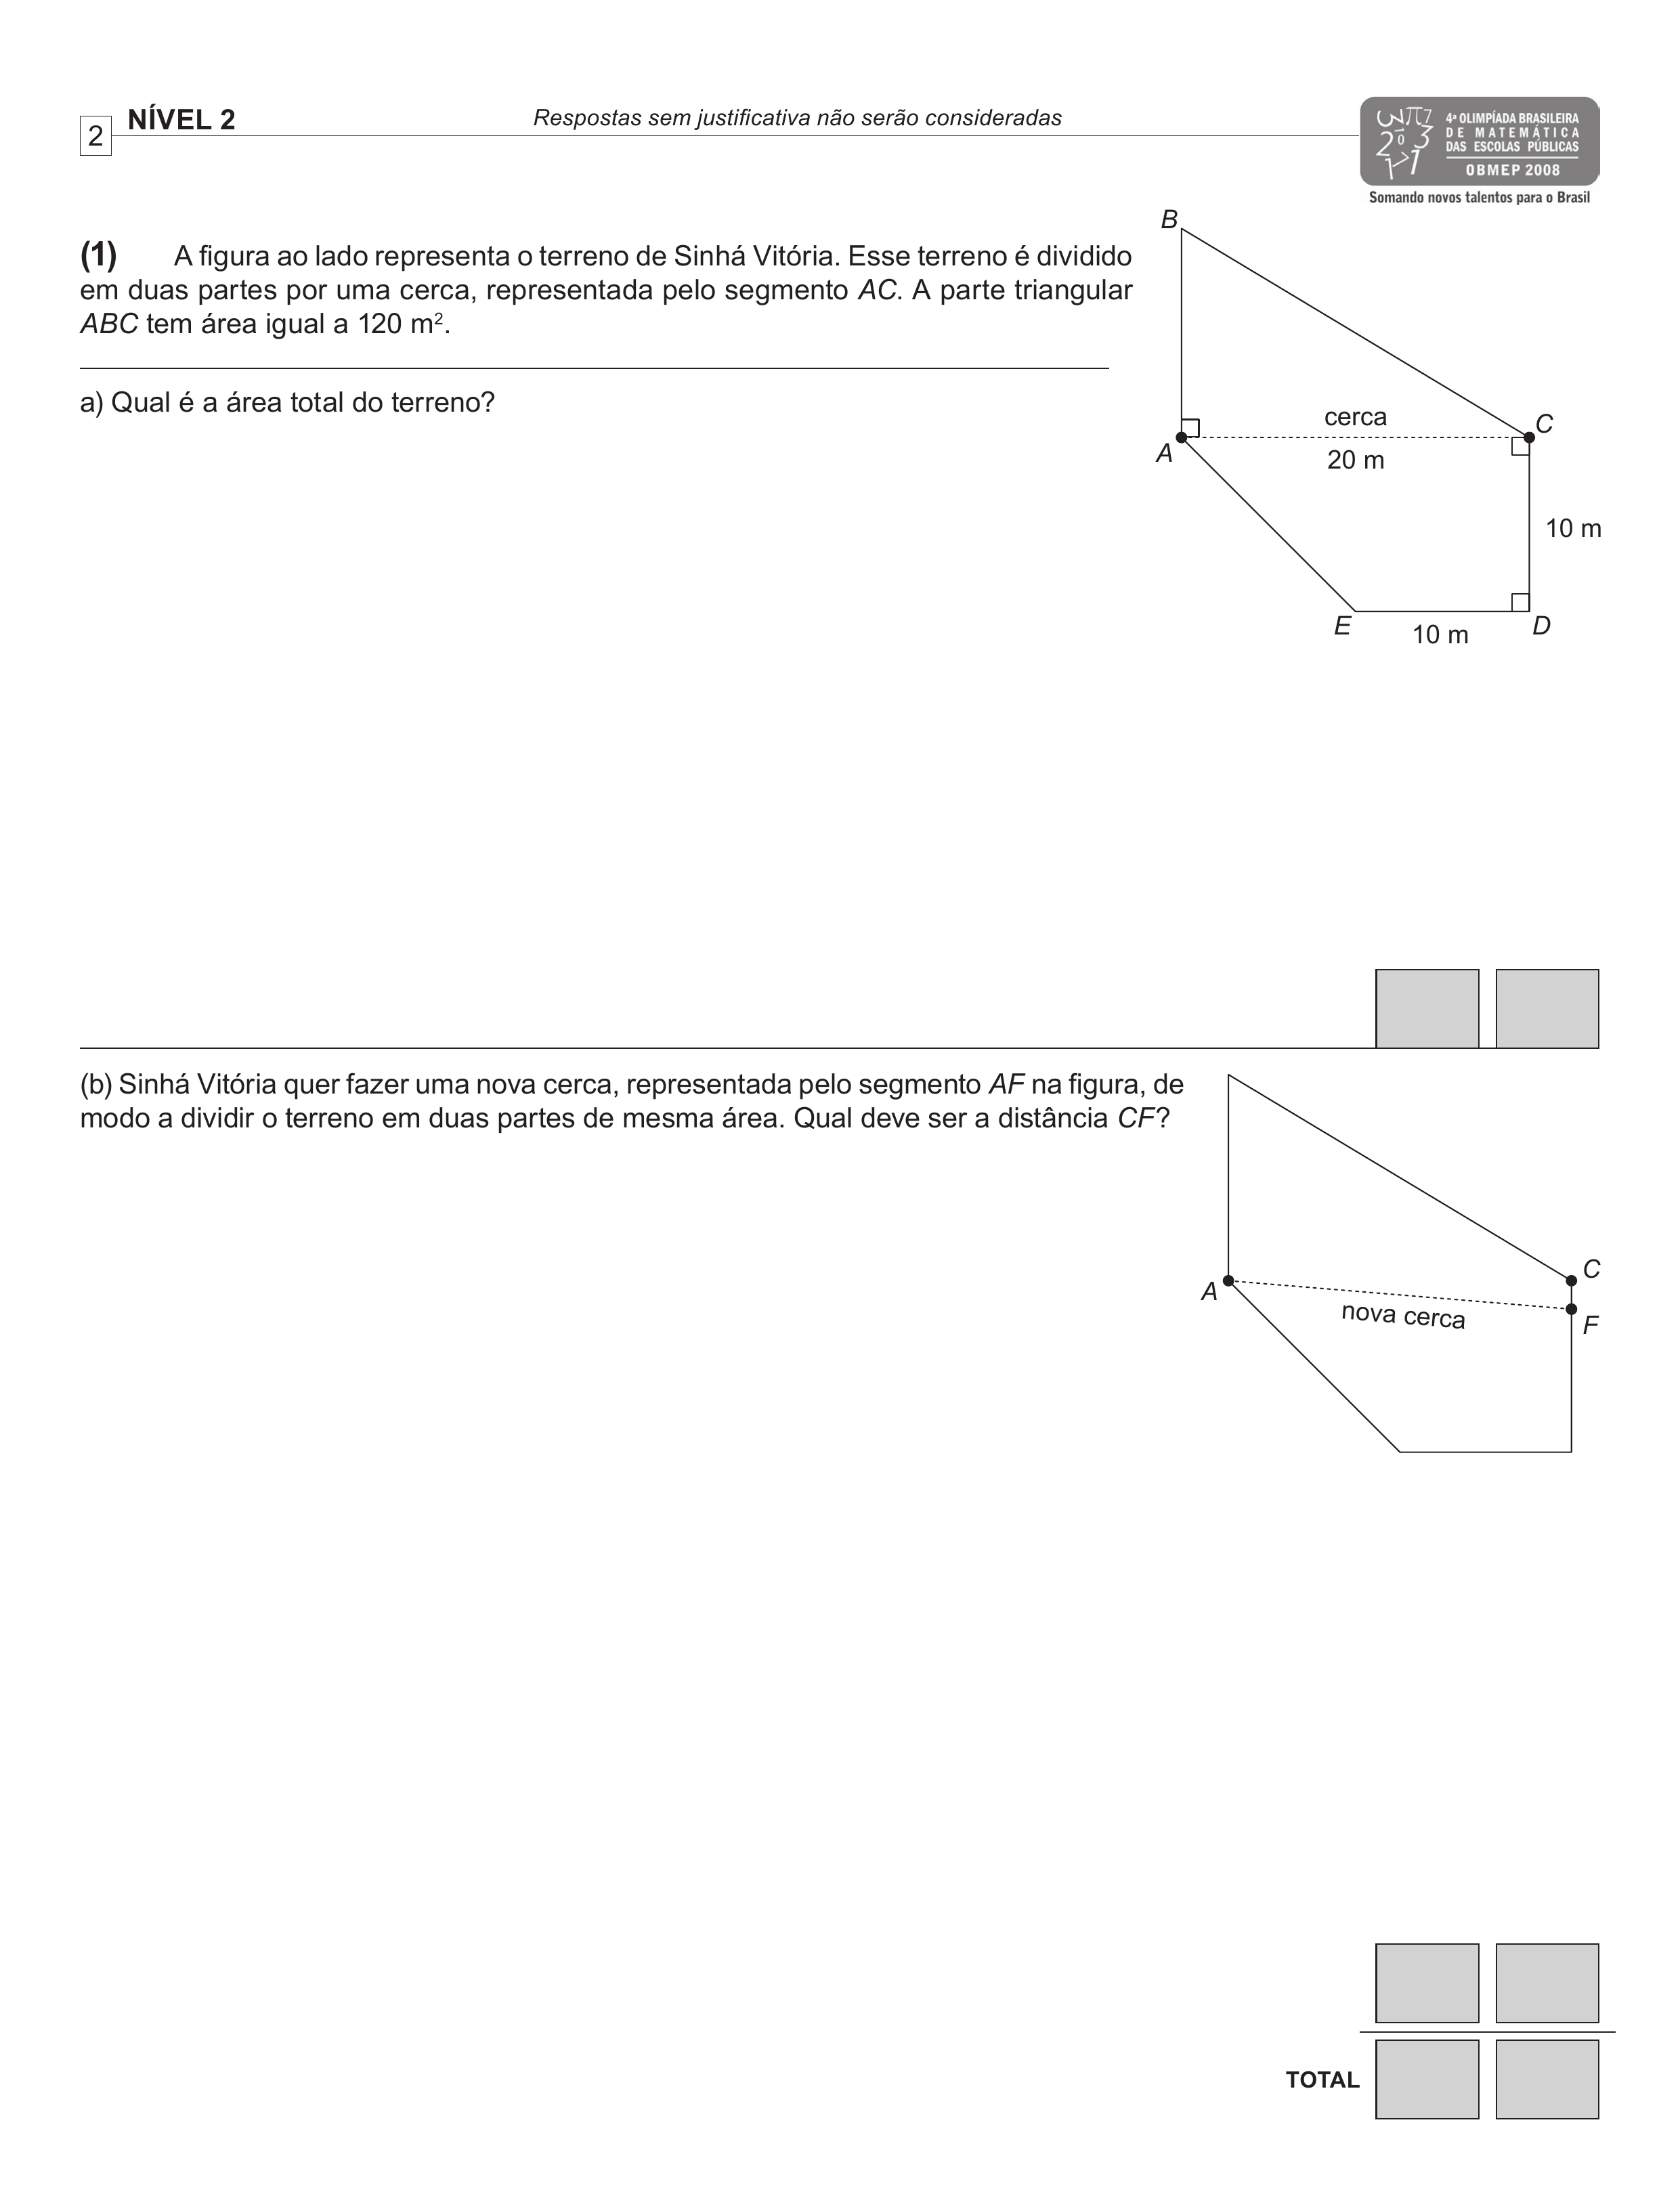 2
NÍVEL 2
Respostas sem justificativa não serão consideradas
4ª OLIMPÍADA BRASILEIRA
DE MATEMÁTICA
DAS ESCOLAS PÚBLICAS
OBMEP 2008
Somando novos talentos para o Brasil
(1) A figura ao lado representa o terreno de Sinhá Vitória. Esse terreno é dividido
em duas partes por uma cerca, representada pelo segmento AC. A parte triangular
ABC tem área igual a 120 m².
a) Qual é a área total do terreno?
B
cerca
C
A
20 m
10 m
E
10 m
D
(b) Sinhá Vitória quer fazer uma nova cerca, representada pelo segmento AF na figura, de
modo a dividir o terreno em duas partes de mesma área. Qual deve ser a distância CF?
C
A
nova cerca
F
TOTAL